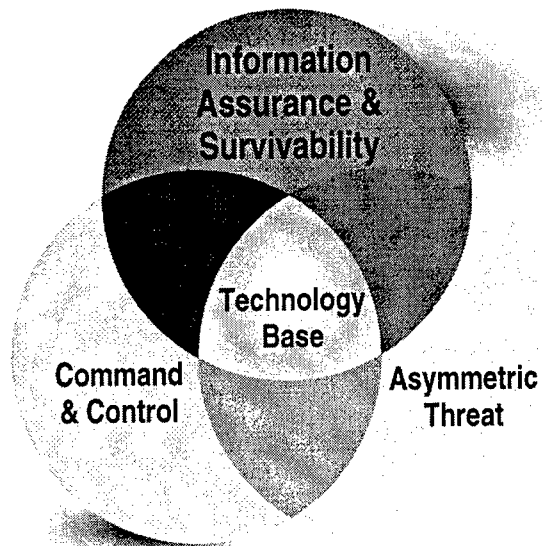 Information
Assurance &
Survivability
Technology
Base
Command
& Control
Asymmetric
Threat